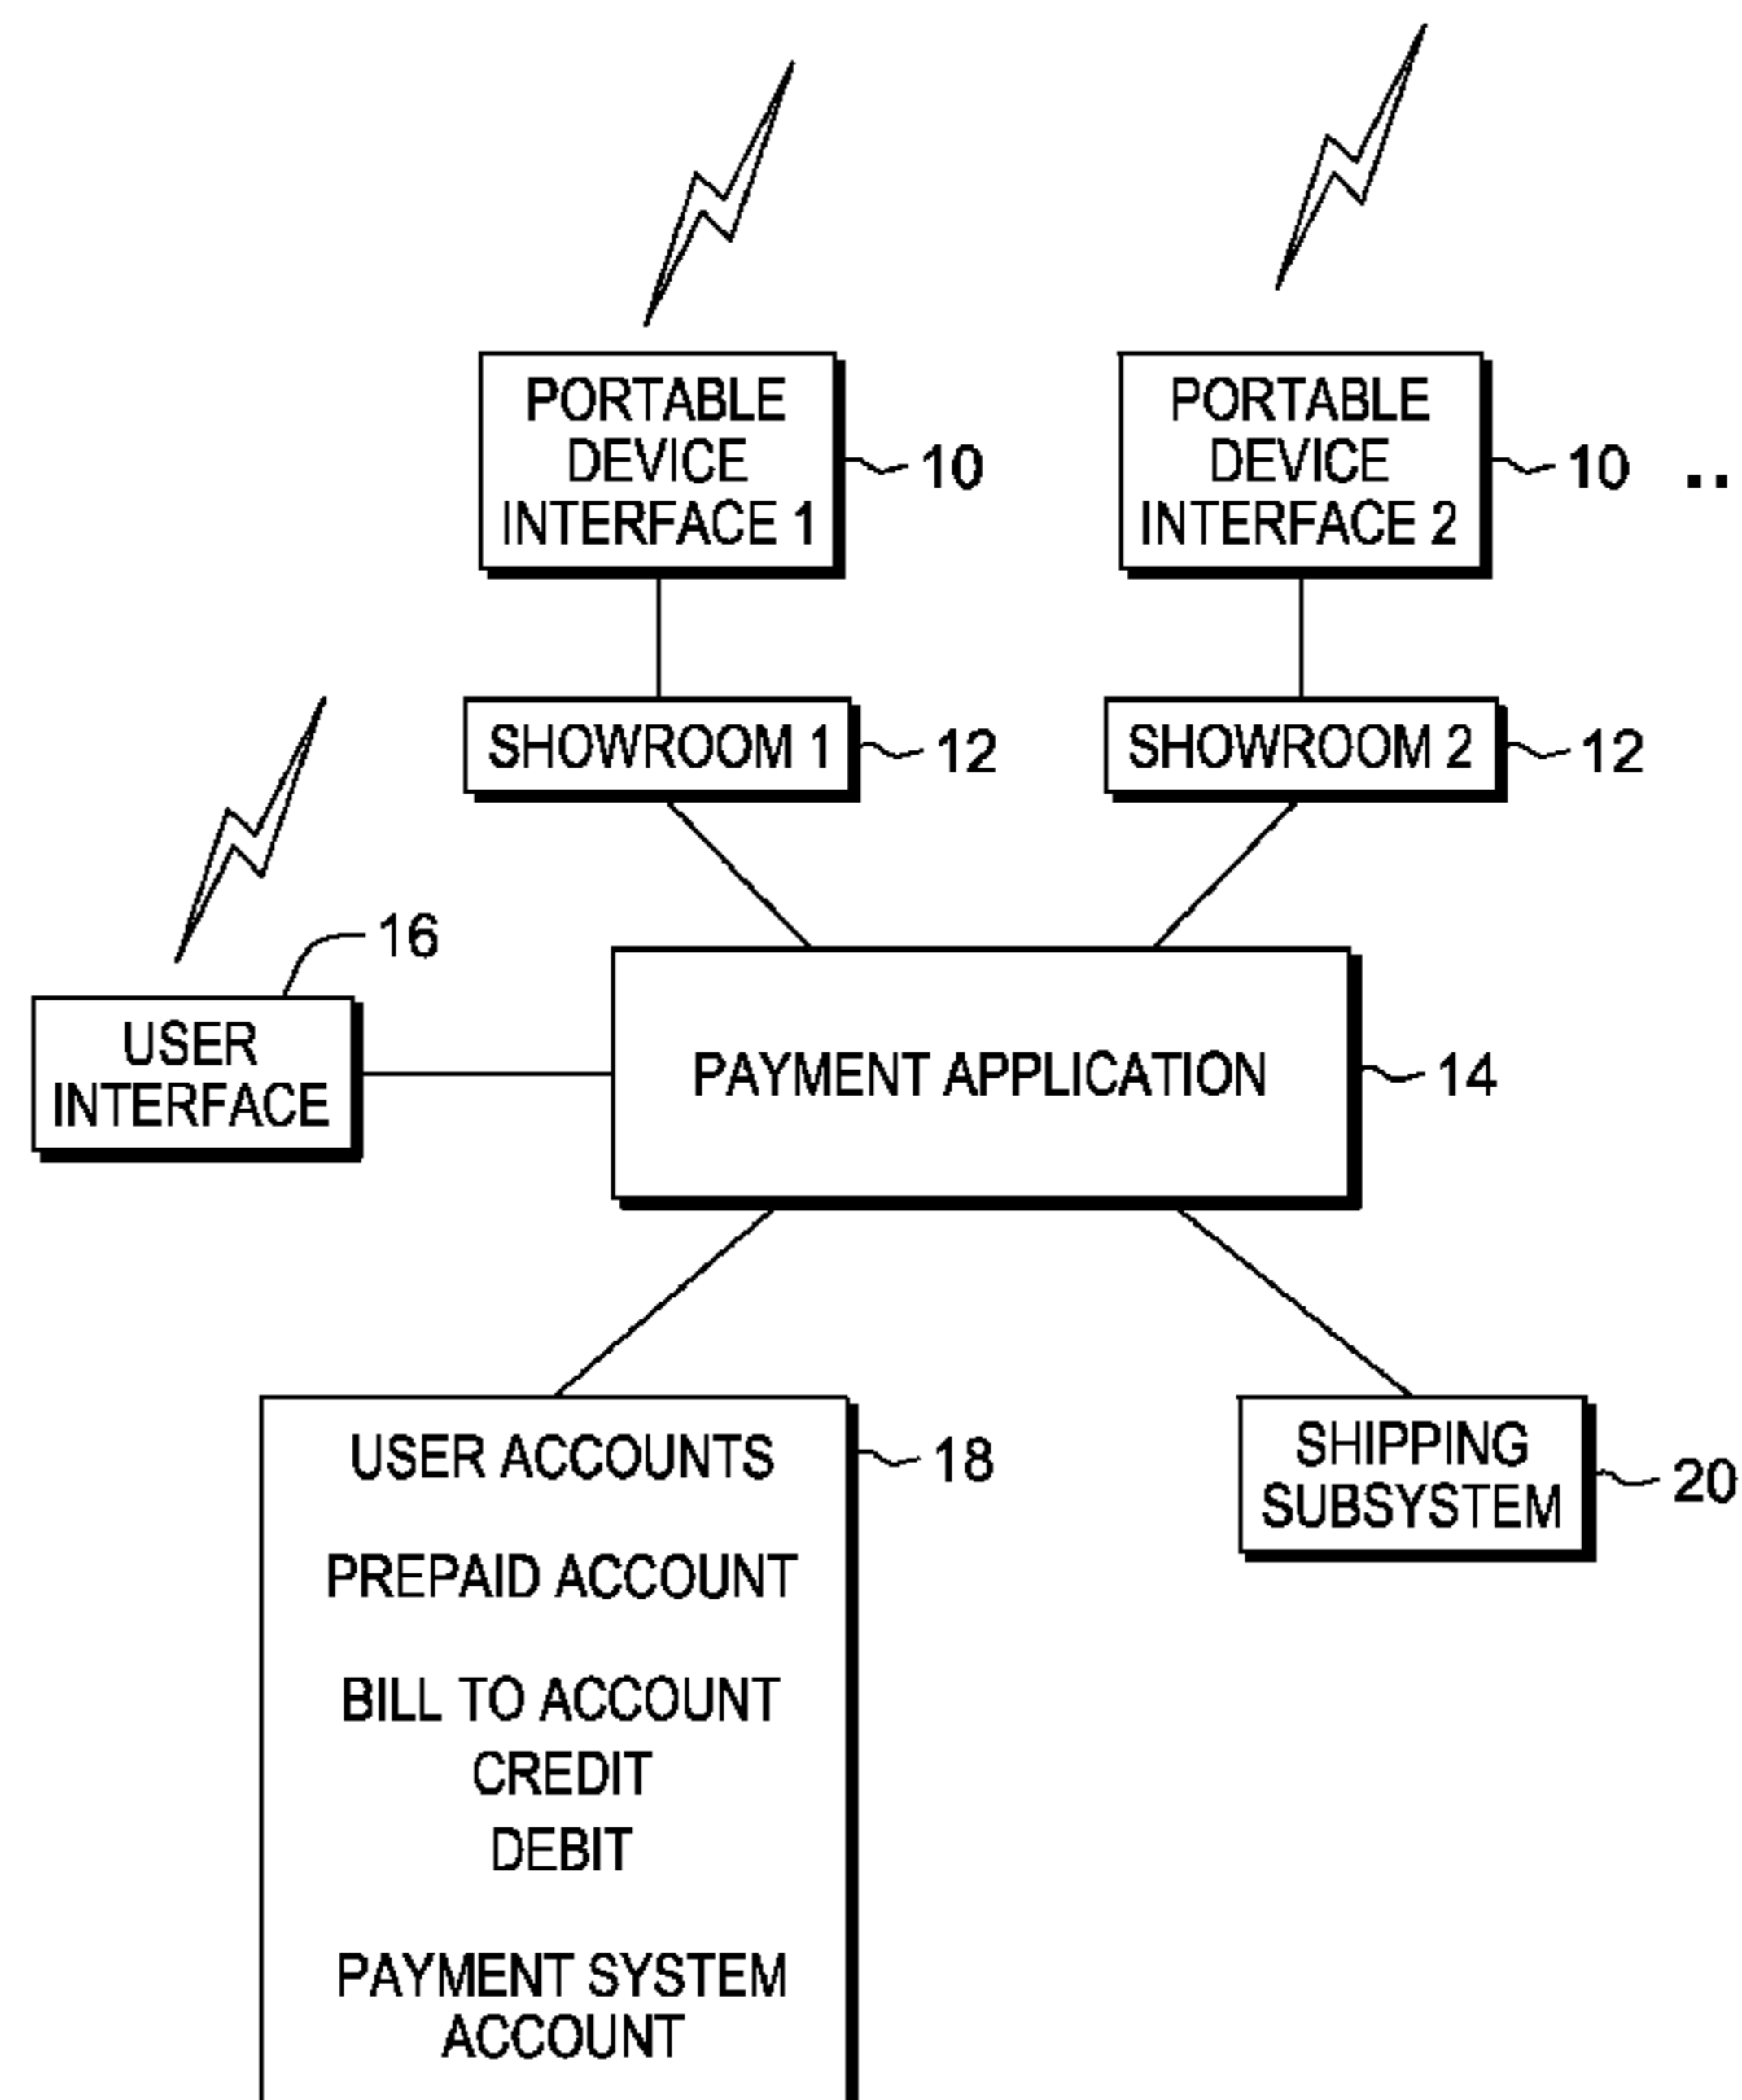 PORTABLE
DEVICE
INTERFACE 1
10
PORTABLE
DEVICE
INTERFACE 2
10
..
SHOWROOM 1
12
SHOWROOM 2
12
16
USER
INTERFACE
PAYMENT APPLICATION
14
USER ACCOUNTS
18
PREPAID ACCOUNT
BILL TO ACCOUNT
CREDIT
DEBIT
PAYMENT SYSTEM
ACCOUNT
SHIPPING
SUBSYSTEM
20